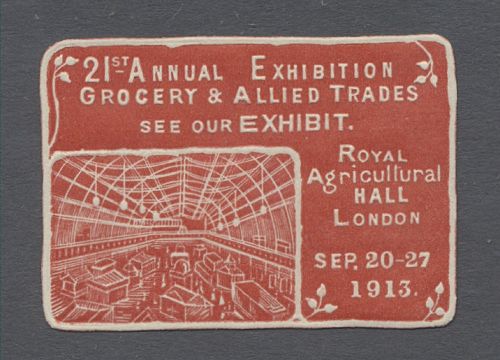 21ST ANNUAL EXHIBITION
GROCERY & ALLIED TRADES
SEE OUR EXHIBIT.
ROYAL
Agricultural
HALL
LONDON
SEP. 20-27
1913.